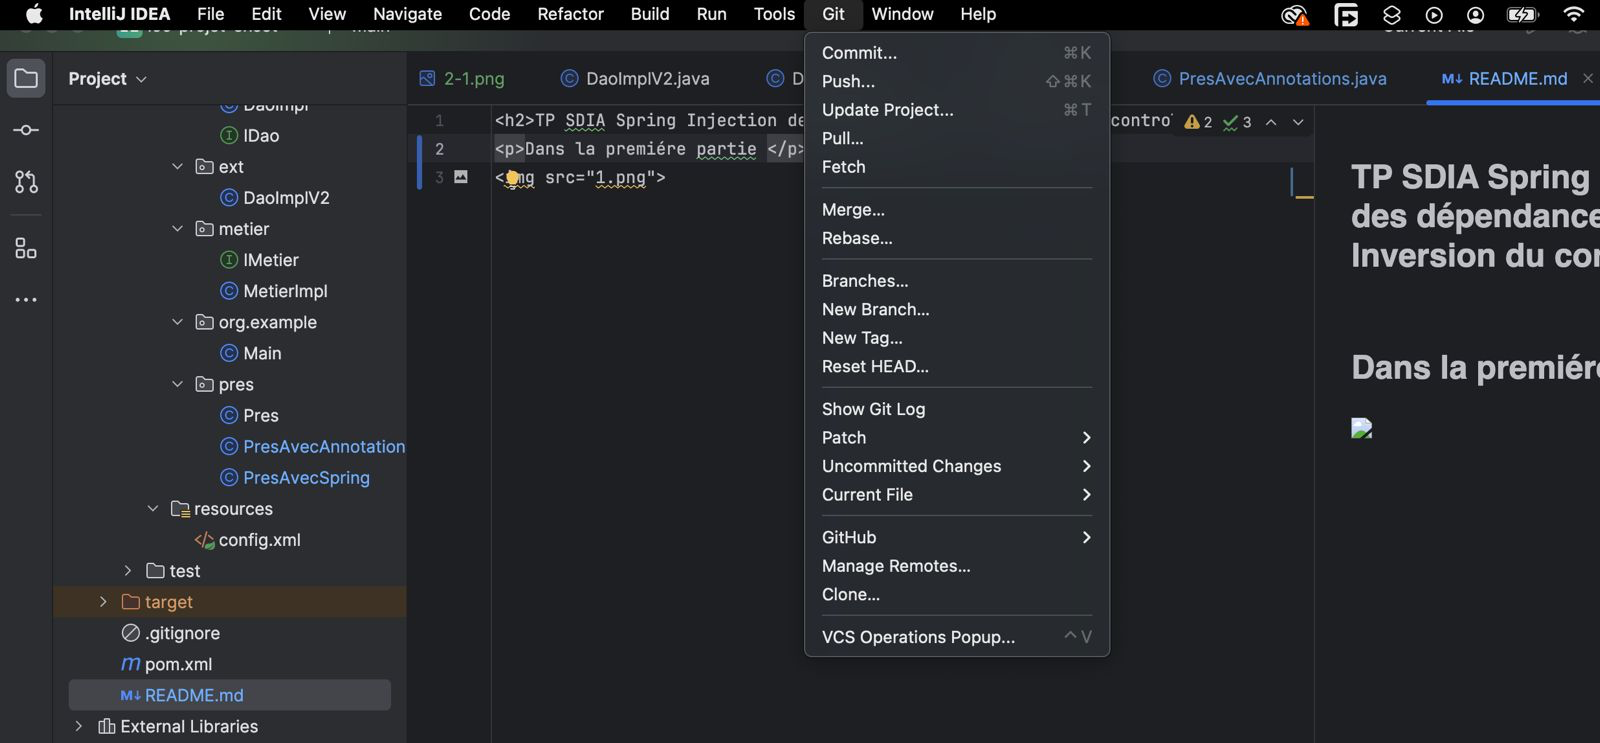 IntelliJ IDEA File Edit View Navigate Code Refactor Build Run Tools Git Window Help
Project
2-1.png DaoImplV2.java D PresAvecAnnotations.java M↓ README.md
DaoImpl
IDao
ext
DaoImplV2
metier
IMetier
MetierImpl
org.example
Main
pres
Pres
PresAvecAnnotation
PresAvecSpring
resources
config.xml
test
target
.gitignore
m pom.xml
M↓ README.md
External Libraries
1 <h2>TP SDIA Spring Injection de
contro
2 3
2 <p>Dans la premiére partie </p>
3 src="1.png">
Commit... ⌘K
Push... ⇧⌘K
Update Project... ⌘T
Pull...
Fetch
Merge...
Rebase...
Branches...
New Branch...
New Tag...
Reset HEAD...
Show Git Log
Patch
Uncommitted Changes
Current File
GitHub
Manage Remotes...
Clone...
VCS Operations Popup... ^V
TP SDIA Spring
des dépendance
Inversion du co
Dans la premiér